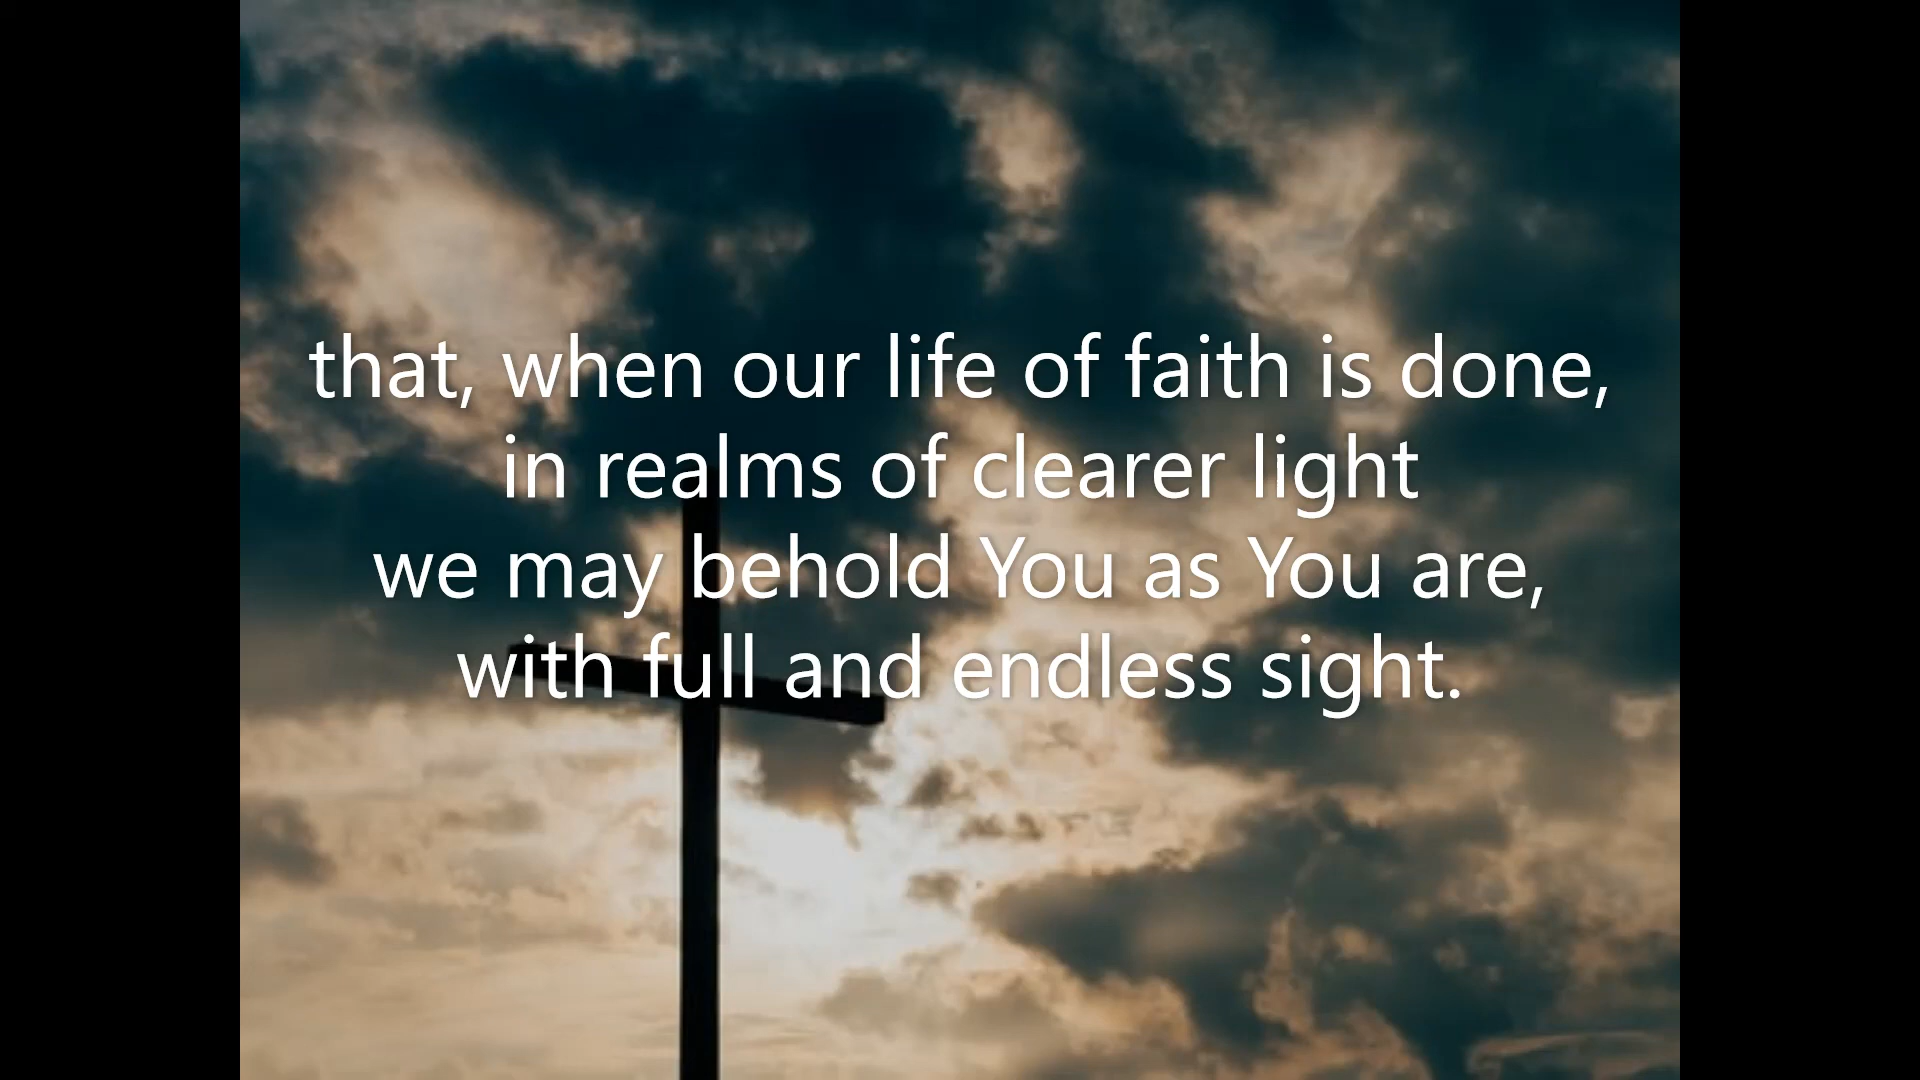 that, when our life of faith is done,
in realms of clearer light
we may behold You as You are,
with full and endless sight.